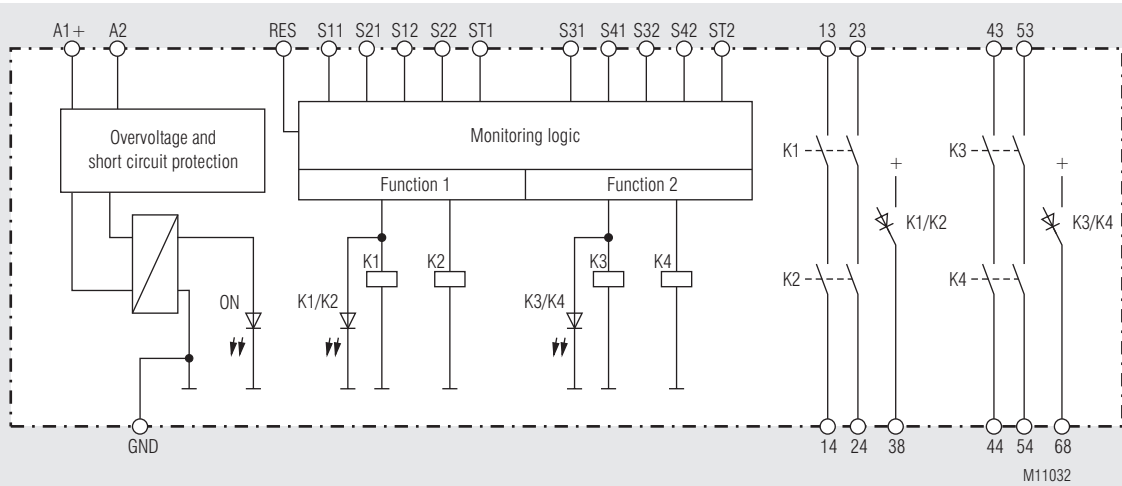 A1+ A2 RES S11 S21 S12 S22 ST1 S31 S41 S32 S42 ST2 13 23 43 53
Overvoltage and
short circuit protection
Monitoring logic
Function 1 Function 2
K1 K3
+ +
K1/K2 K3/K4
K1 K2 K3 K4
K2 K4
ON K1/K2 K3/K4
GND 14 24 38 44 54 68
M11032